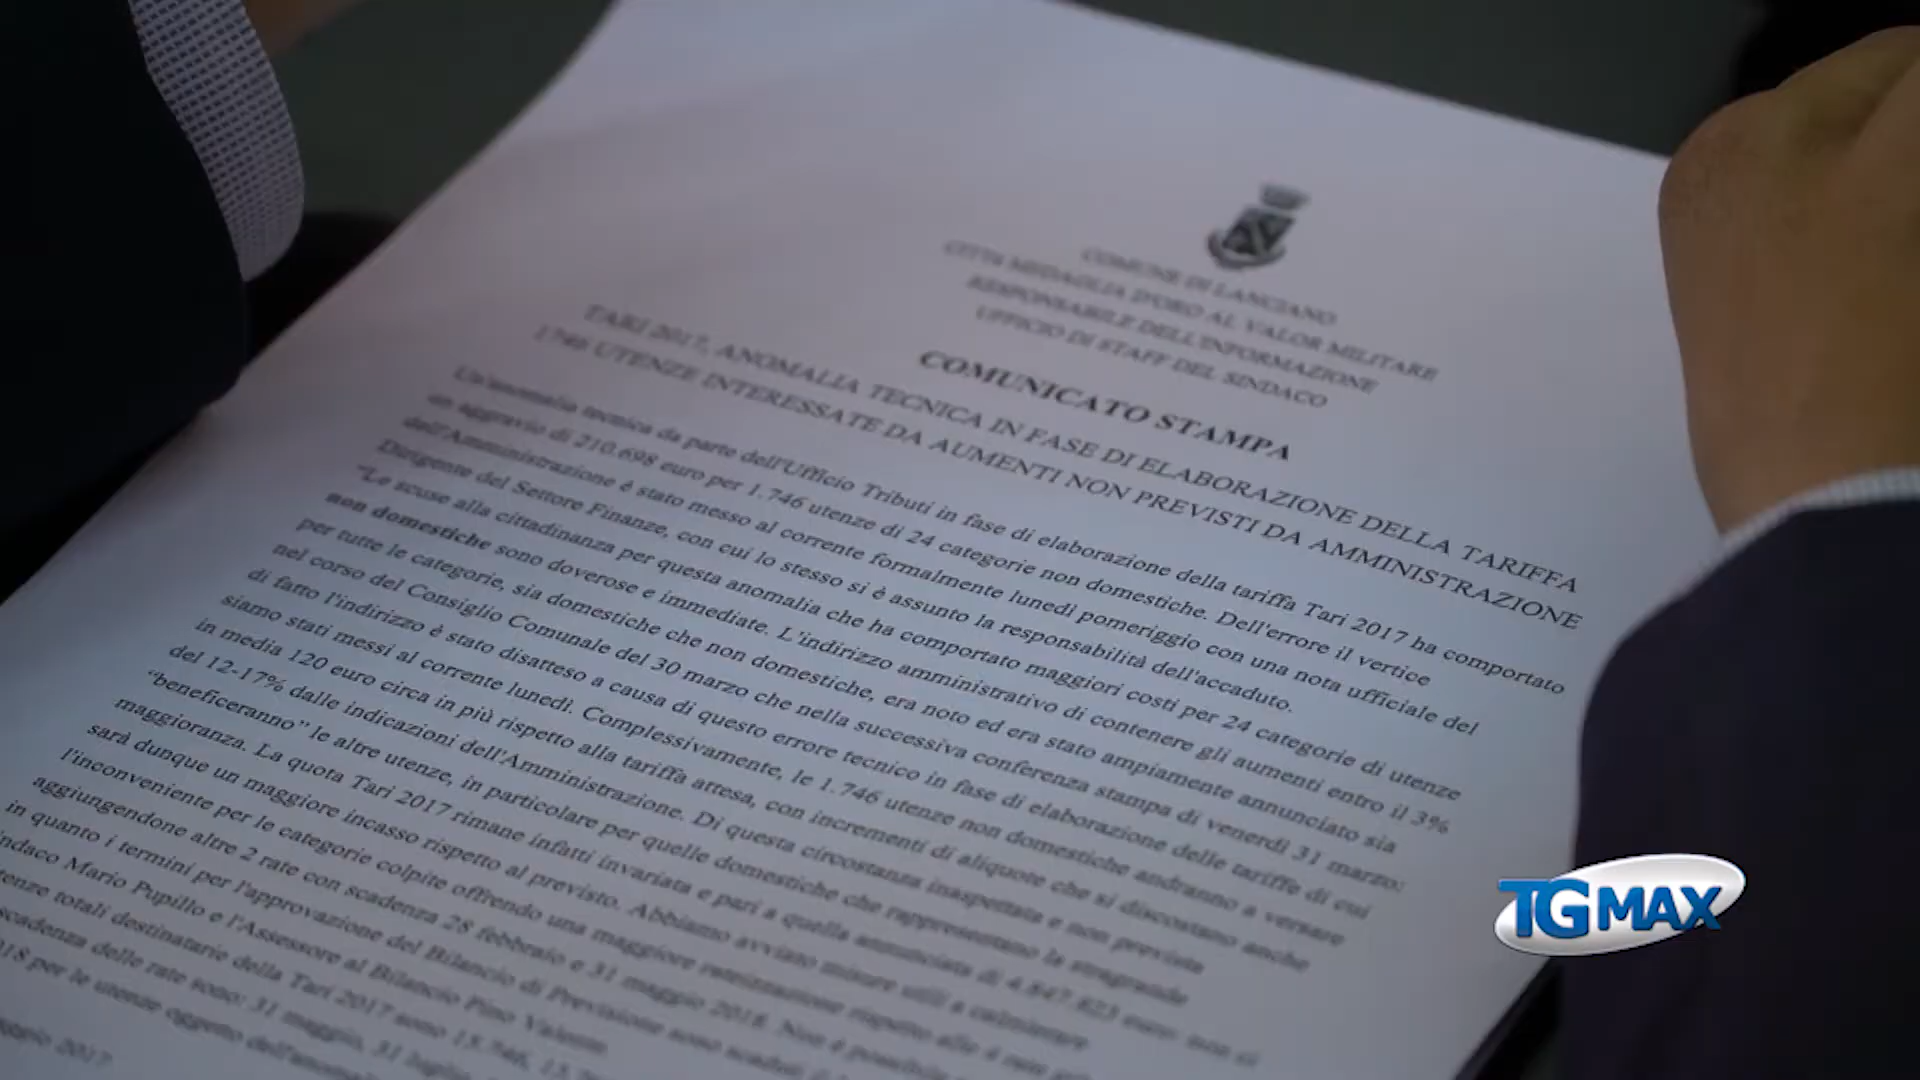 COMUNE DI LANCIANO
CITTÀ MEDAGLIA D'ORO AL VALOR MILITARE
RESPONSABILE DELL'INFORMAZIONE
UFFICIO DI STAFF DEL SINDACO
COMUNICATO STAMPA
TARI 2017, ANOMALIA TECNICA IN FASE DI ELABORAZIONE DELLA TARIFFA
1746 UTENZE INTERESSATE DA AUMENTI NON PREVISTI DA AMMINISTRAZIONE
Un'anomalia tecnica da parte dell'Ufficio Tributi in fase di elaborazione della tariffa Tari 2017 ha comportato
un aggravio di 210.698 euro per 1.746 utenze di 24 categorie non domestiche. Dell'errore il vertice
dell'Amministrazione è stato messo al corrente formalmente lunedì pomeriggio con una nota ufficiale del
Dirigente del Settore Finanze, con cui lo stesso si è assunto la responsabilità dell'accaduto.
"Le scuse alla cittadinanza per questa anomalia che ha comportato maggiori costi per 24 categorie di utenze
non domestiche sono doverose e immediate. L'indirizzo amministrativo di contenere gli aumenti entro il 3%
per tutte le categorie, sia domestiche che non domestiche, era noto ed era stato ampiamente annunciato sia
nel corso del Consiglio Comunale del 30 marzo che nella successiva conferenza stampa di venerdì 31 marzo:
di fatto l'indirizzo è stato disatteso a causa di questo errore tecnico in fase di elaborazione delle tariffe di cui
siamo stati messi al corrente lunedì. Complessivamente, le 1.746 utenze non domestiche andranno a versare
in media 120 euro circa in più rispetto alla tariffa attesa, con incrementi di aliquote che si discostano anche
del 12-17% dalle indicazioni dell'Amministrazione. Di questa circostanza inaspettata e non prevista
"beneficeranno" le altre utenze, in particolare per quelle domestiche che rappresentano la stragrande
maggioranza. La quota Tari 2017 rimane infatti invariata e pari a quella annunciata di 4.847.825 euro: non si
sarà dunque un maggiore incasso rispetto al previsto. Abbiamo avviato misure utili a calmierare
l'inconveniente per le categorie colpite offrendo una maggiore rateizzazione rispetto alle 4 rate
aggiungendone altre 2 rate con scadenza 28 febbraio e 31 maggio 2018. Non è possibile
in quanto i termini per l'approvazione del Bilancio di Previsione sono scaduti
indaco Mario Pupillo e l'Assessore al Bilancio Pino Valente
tenze totali destinatarie della Tari 2017 sono 15.746,
scadenza delle rate sono: 31 maggio, 31 luglio
018 per le utenze oggetto dell'anomal
aggio 2017
TGMAX